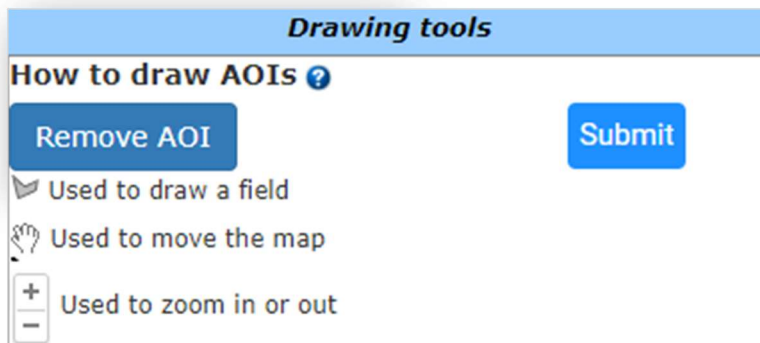 Drawing tools
How to draw AOIs ?
Remove AOI Submit
Used to draw a field
Used to move the map
+
Used to zoom in or out
−